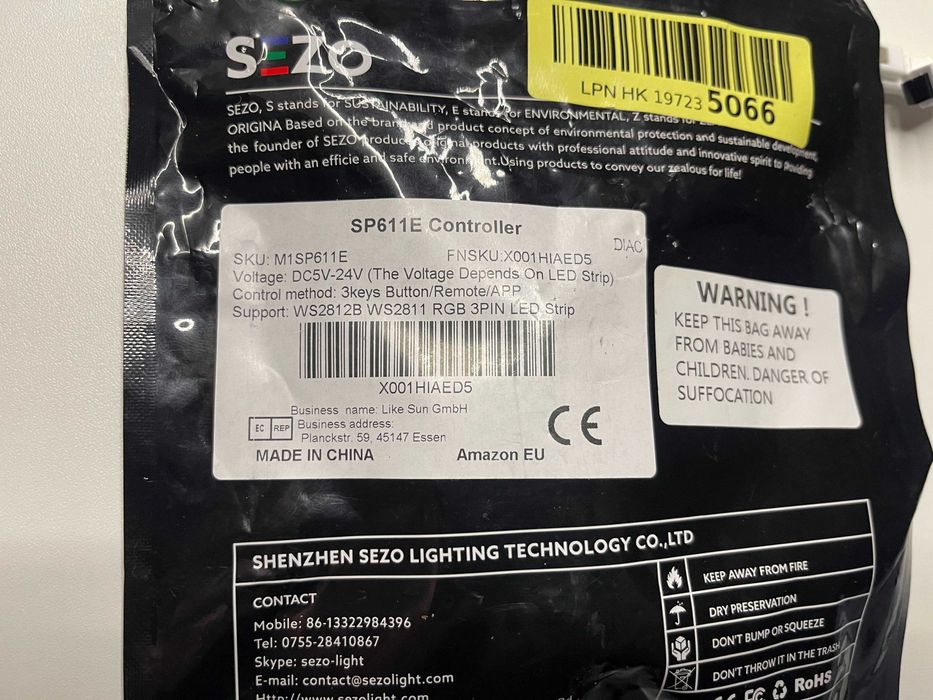 SEZO
LPN HK 19723 5066
SEZO, S stands for SUSTAINABILITY, E stands for ENVIRONMENTAL, Z stands for
ORIGINA Based on the brand product concept of environmental protection and sustainable development,
the founder of SEZO original products with professional attitude and innovative spirit to Providing
people with an efficie and safe environment.Using products to convey our zealous for life!
SP611E Controller
DIAC
SKU: M1SP611E FNSKU:X001HIAED5
Voltage: DC5V-24V (The Voltage Depends On LED Strip)
Control method: 3keys Button/Remote/APP
Support: WS2812B WS2811 RGB 3PIN LED Strip
X001HIAED5
EC REP
Business name: Like Sun GmbH
Business address:
Planckstr. 59, 45147 Essen
CE
MADE IN CHINA Amazon EU
WARNING !
KEEP THIS BAG AWAY
FROM BABIES AND
CHILDREN. DANGER OF
SUFFOCATION
SHENZHEN SEZO LIGHTING TECHNOLOGY CO.,LTD
CONTACT
Mobile: 86-13322984396
Tel: 0755-28410867
Skype: sezo-light
E-mail: contact@sezolight.com
Http://www.sezolight.com
KEEP AWAY FROM FIRE
DRY PRESERVATION
DON'T BUMP OR SQUEEZE
DON'T THROW IT IN THE TRASH
FC RoHS